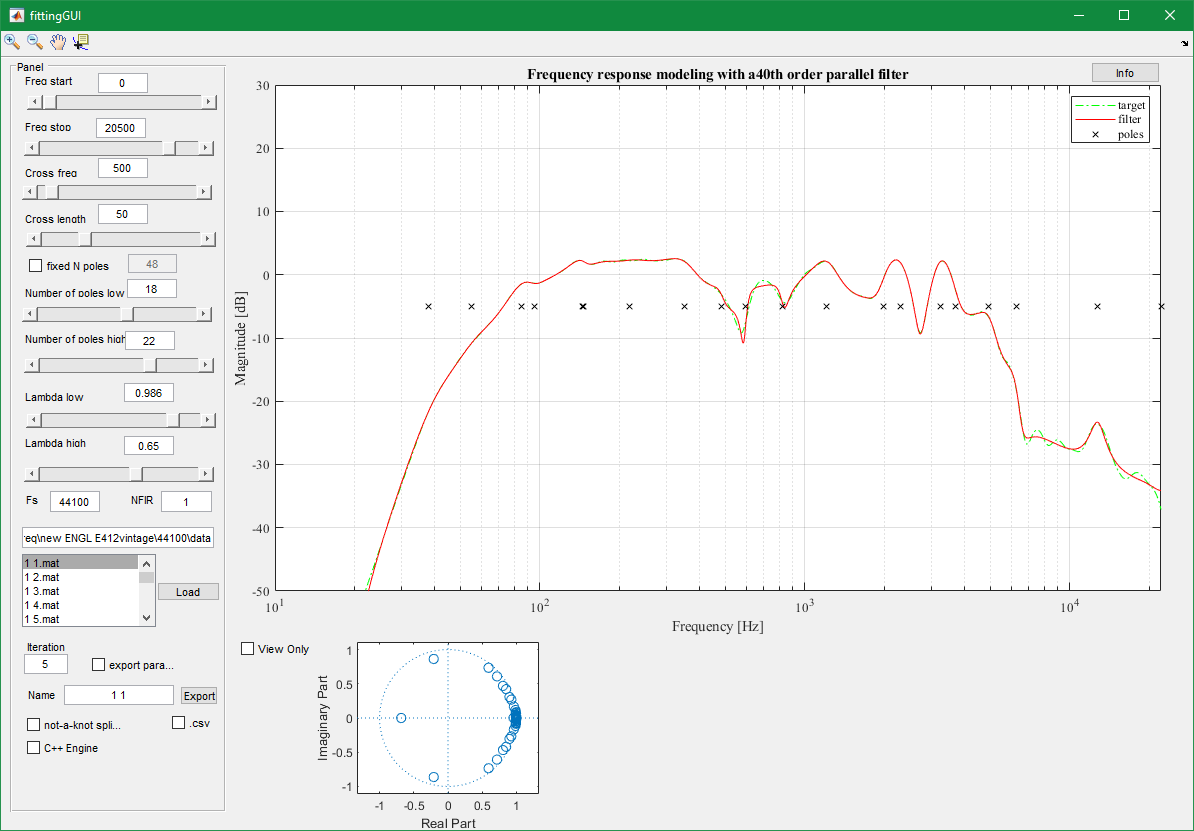 fittingGUI
Panel
Freq start
0
Freq stop
20500
Cross freq
500
Cross length
50
fixed N poles
48
Number of poles low
18
Number of poles high
22
Lambda low
0.986
Lambda high
0.65
Fs
44100
NFIR
1
req\new ENGL E412vintage\44100\data
1 1.mat
1 2.mat
1 3.mat
1 4.mat
1 5.mat
Load
Iteration
5
export para...
Name
1 1
Export
not-a-knot spli...
.csv
C++ Engine
Info
Frequency response modeling with a40th order parallel filter
target
filter
poles
Magnitude [dB]
30
20
10
0
-10
-20
-30
-40
-50
10^1
10^2
10^3
10^4
Frequency [Hz]
View Only
Imaginary Part
1
0.5
0
-0.5
-1
-1
-0.5
0
0.5
1
Real Part